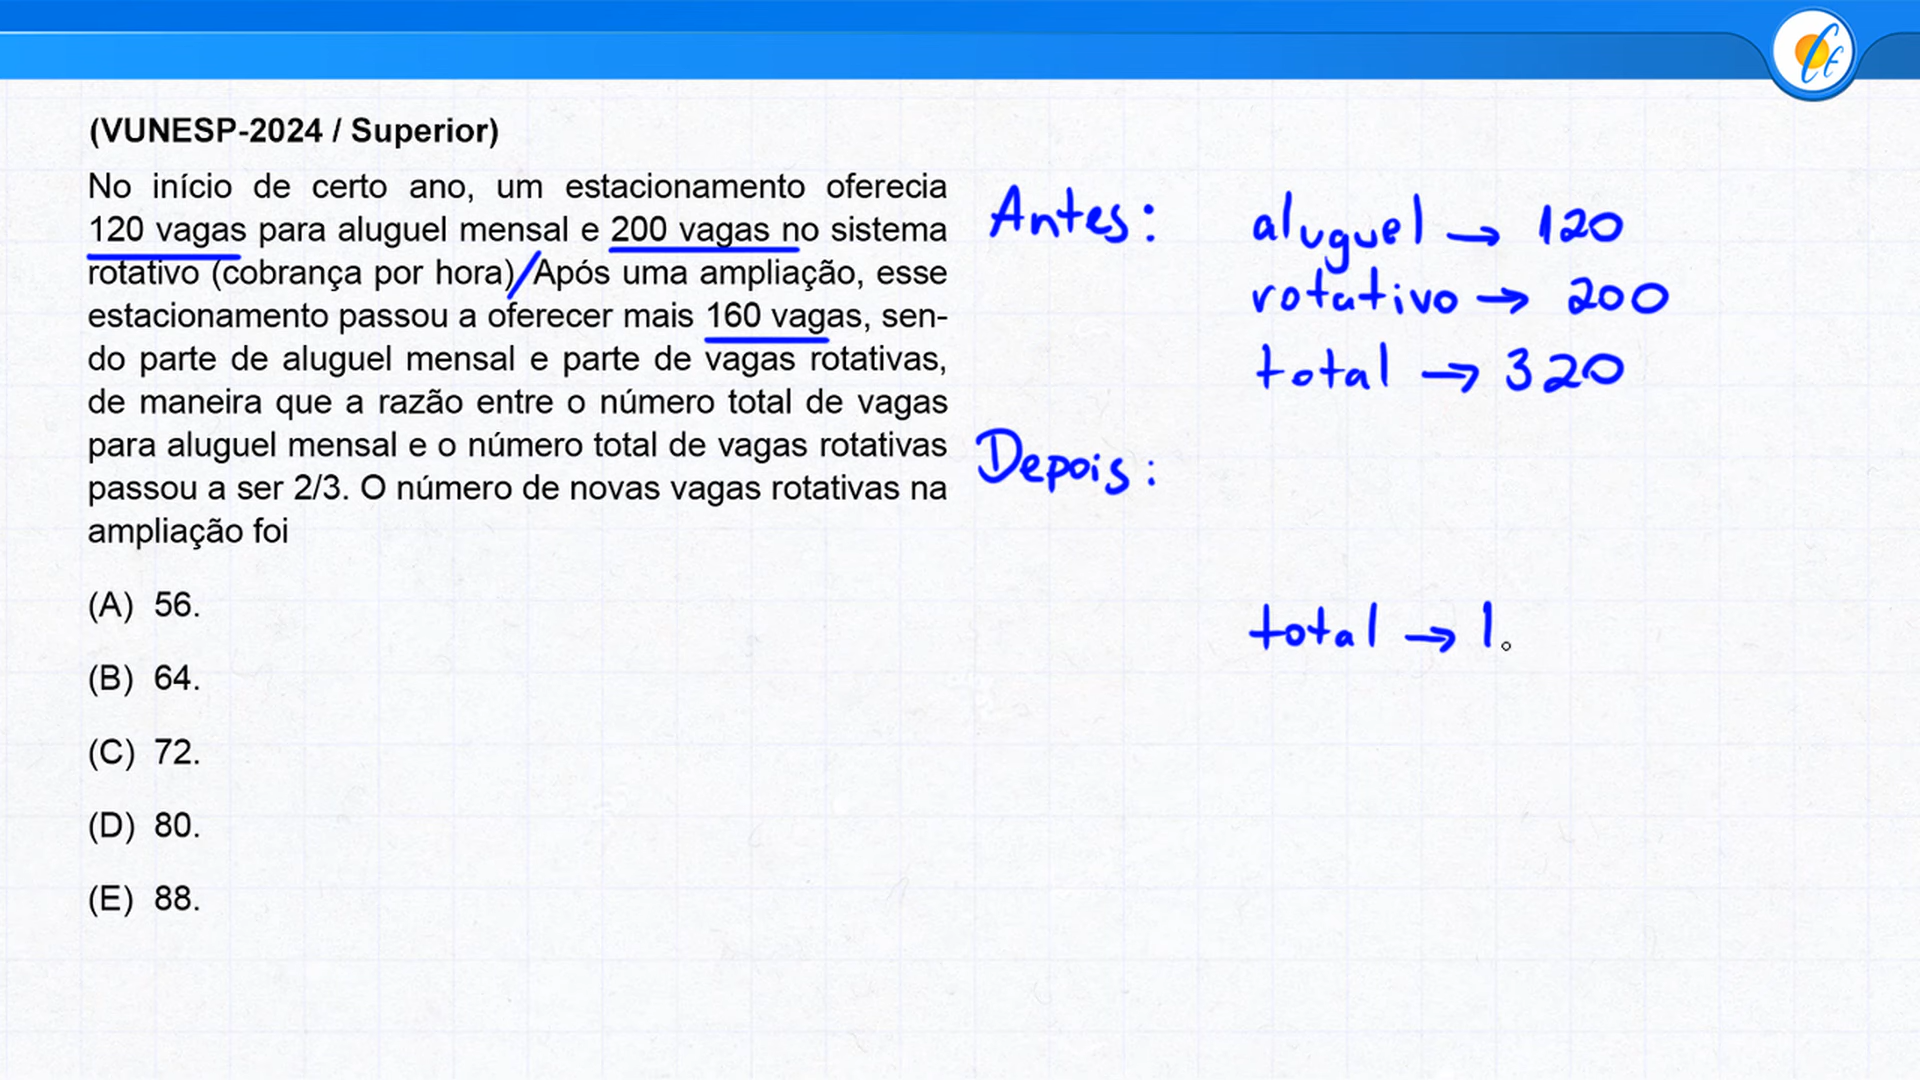 (VUNESP-2024 / Superior)
No início de certo ano, um estacionamento oferecia
120 vagas para aluguel mensal e 200 vagas no sistema
rotativo (cobrança por hora). Após uma ampliação, esse
estacionamento passou a oferecer mais 160 vagas, sen-
do parte de aluguel mensal e parte de vagas rotativas,
de maneira que a razão entre o número total de vagas
para aluguel mensal e o número total de vagas rotativas
passou a ser 2/3. O número de novas vagas rotativas na
ampliação foi
(A) 56.
(B) 64.
(C) 72.
(D) 80.
(E) 88.
Antes: aluguel → 120
rotativo → 200
total → 320
Depois:
total → 1